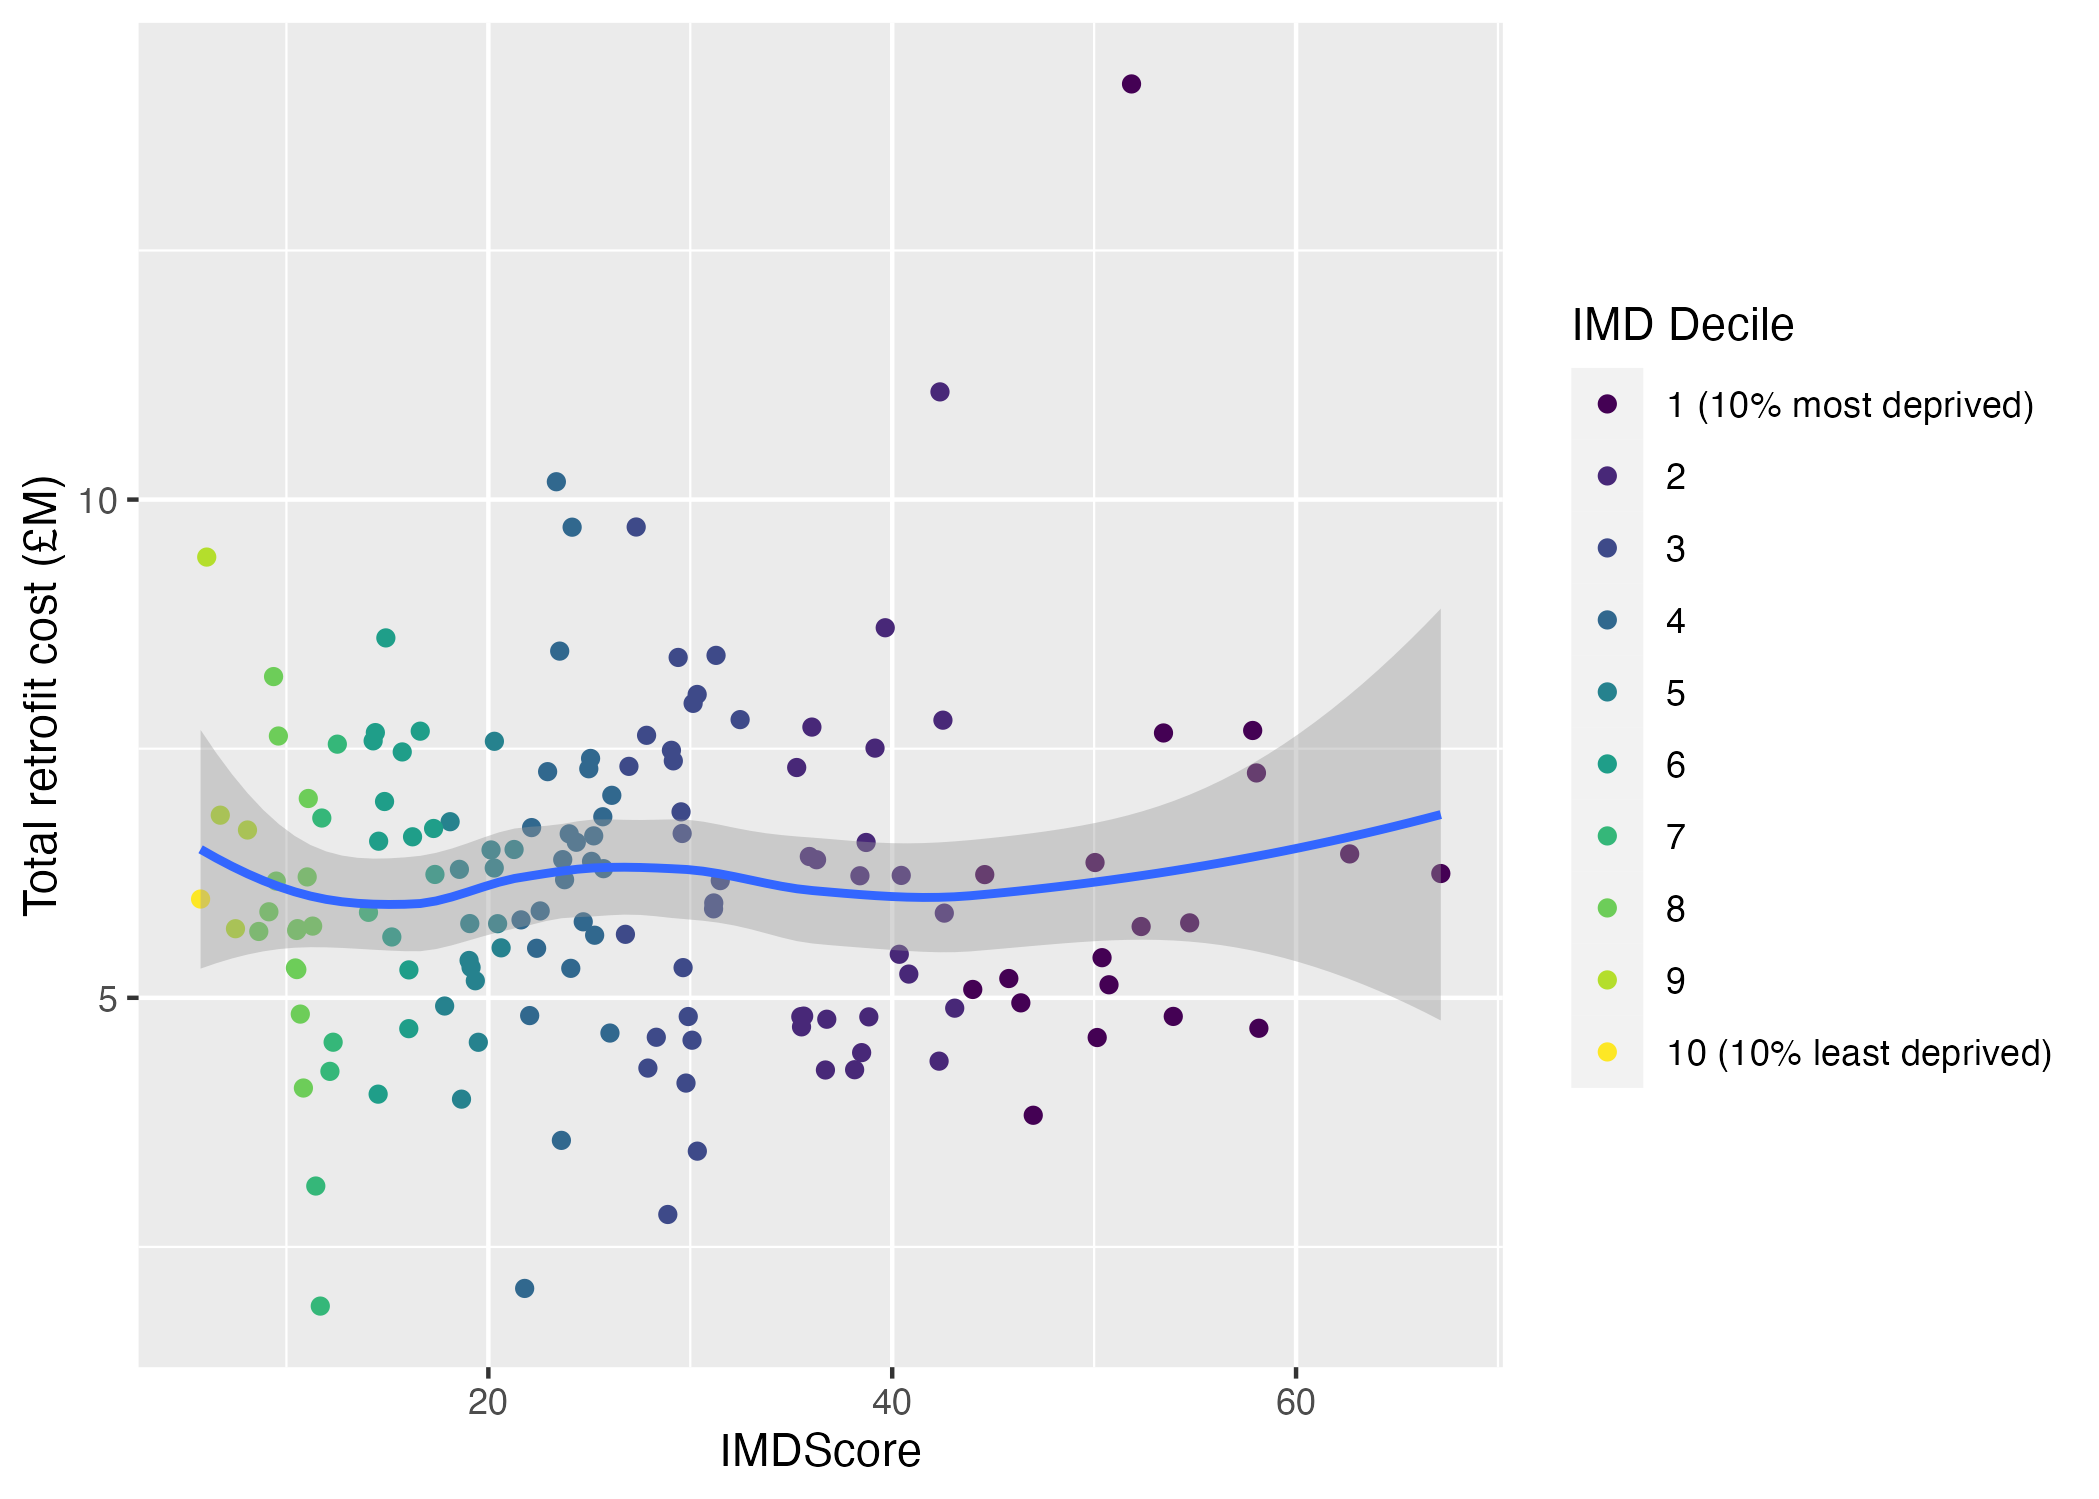 Total retrofit cost (£M)
10
5
20
40
60
IMDScore
IMD Decile
1 (10% most deprived)
2
3
4
5
6
7
8
9
10 (10% least deprived)